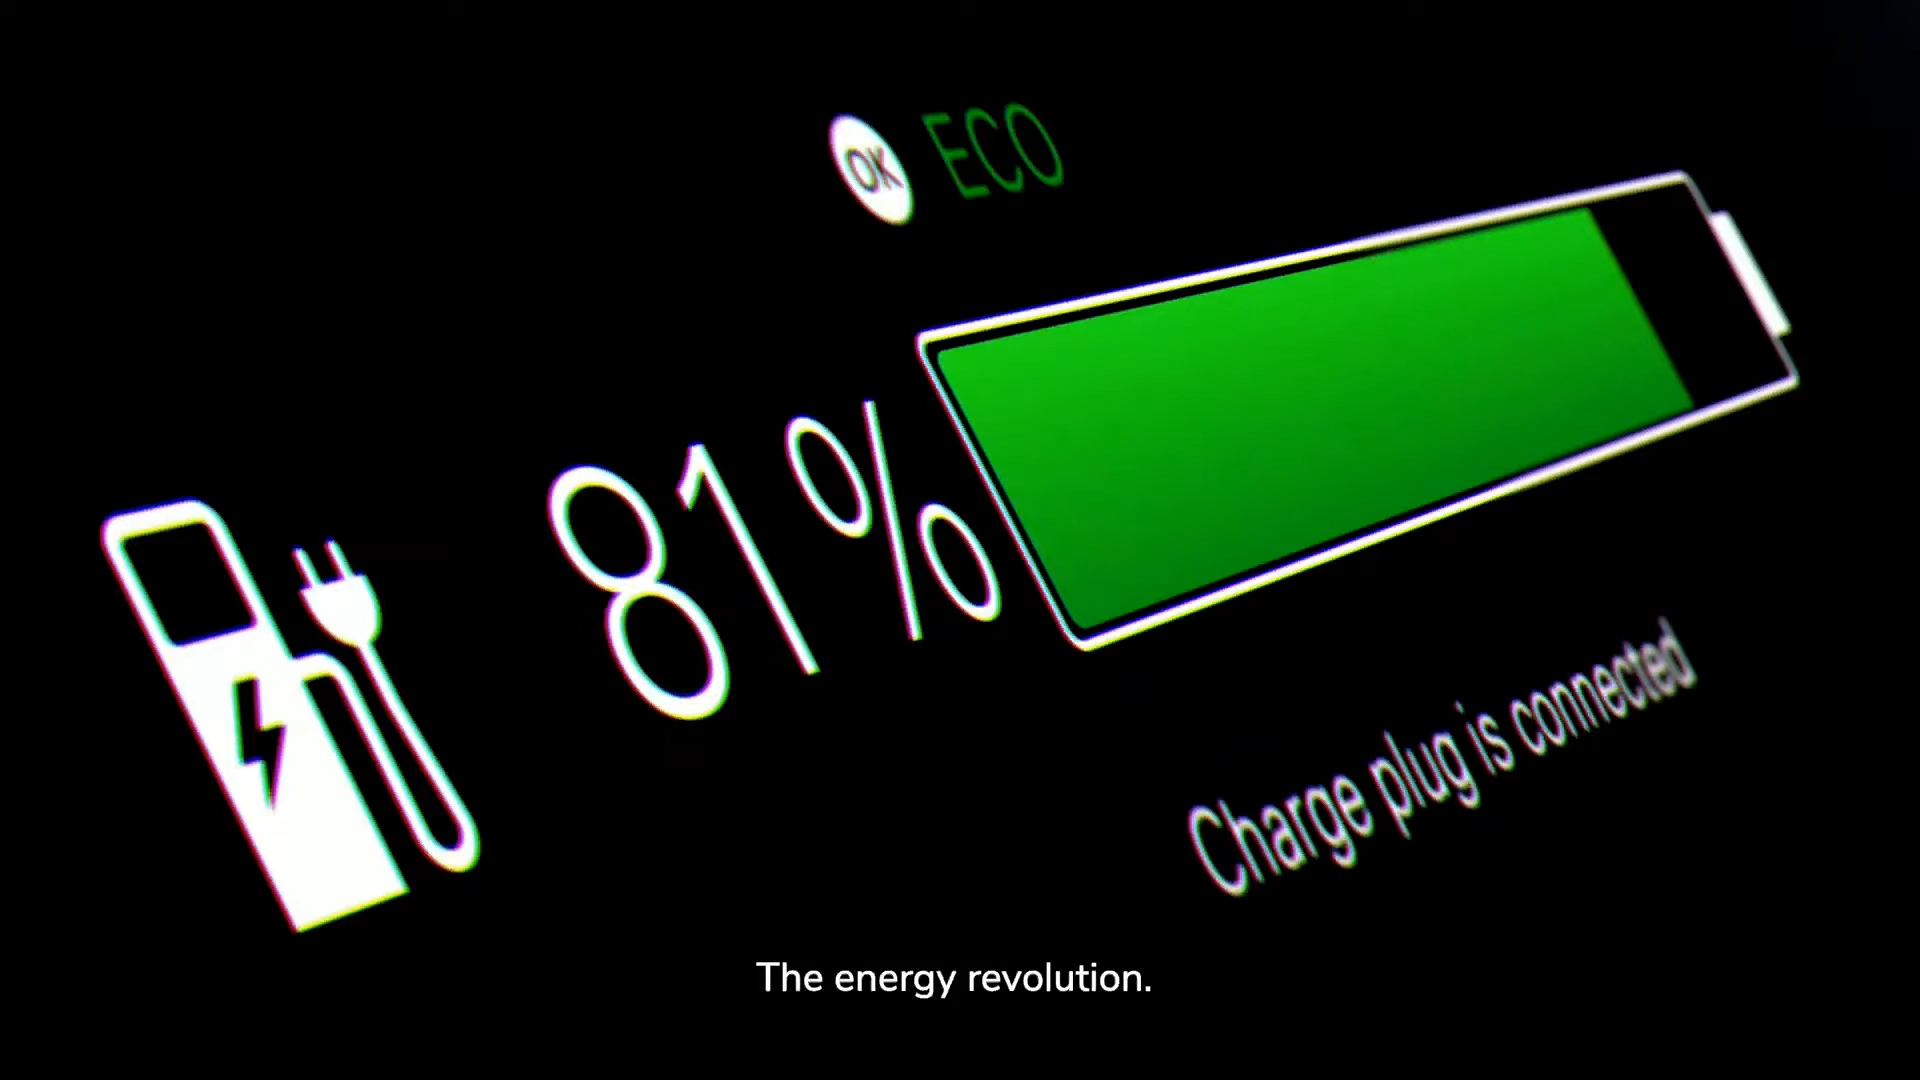 OK ECO
81%
Charge plug is connected
The energy revolution.